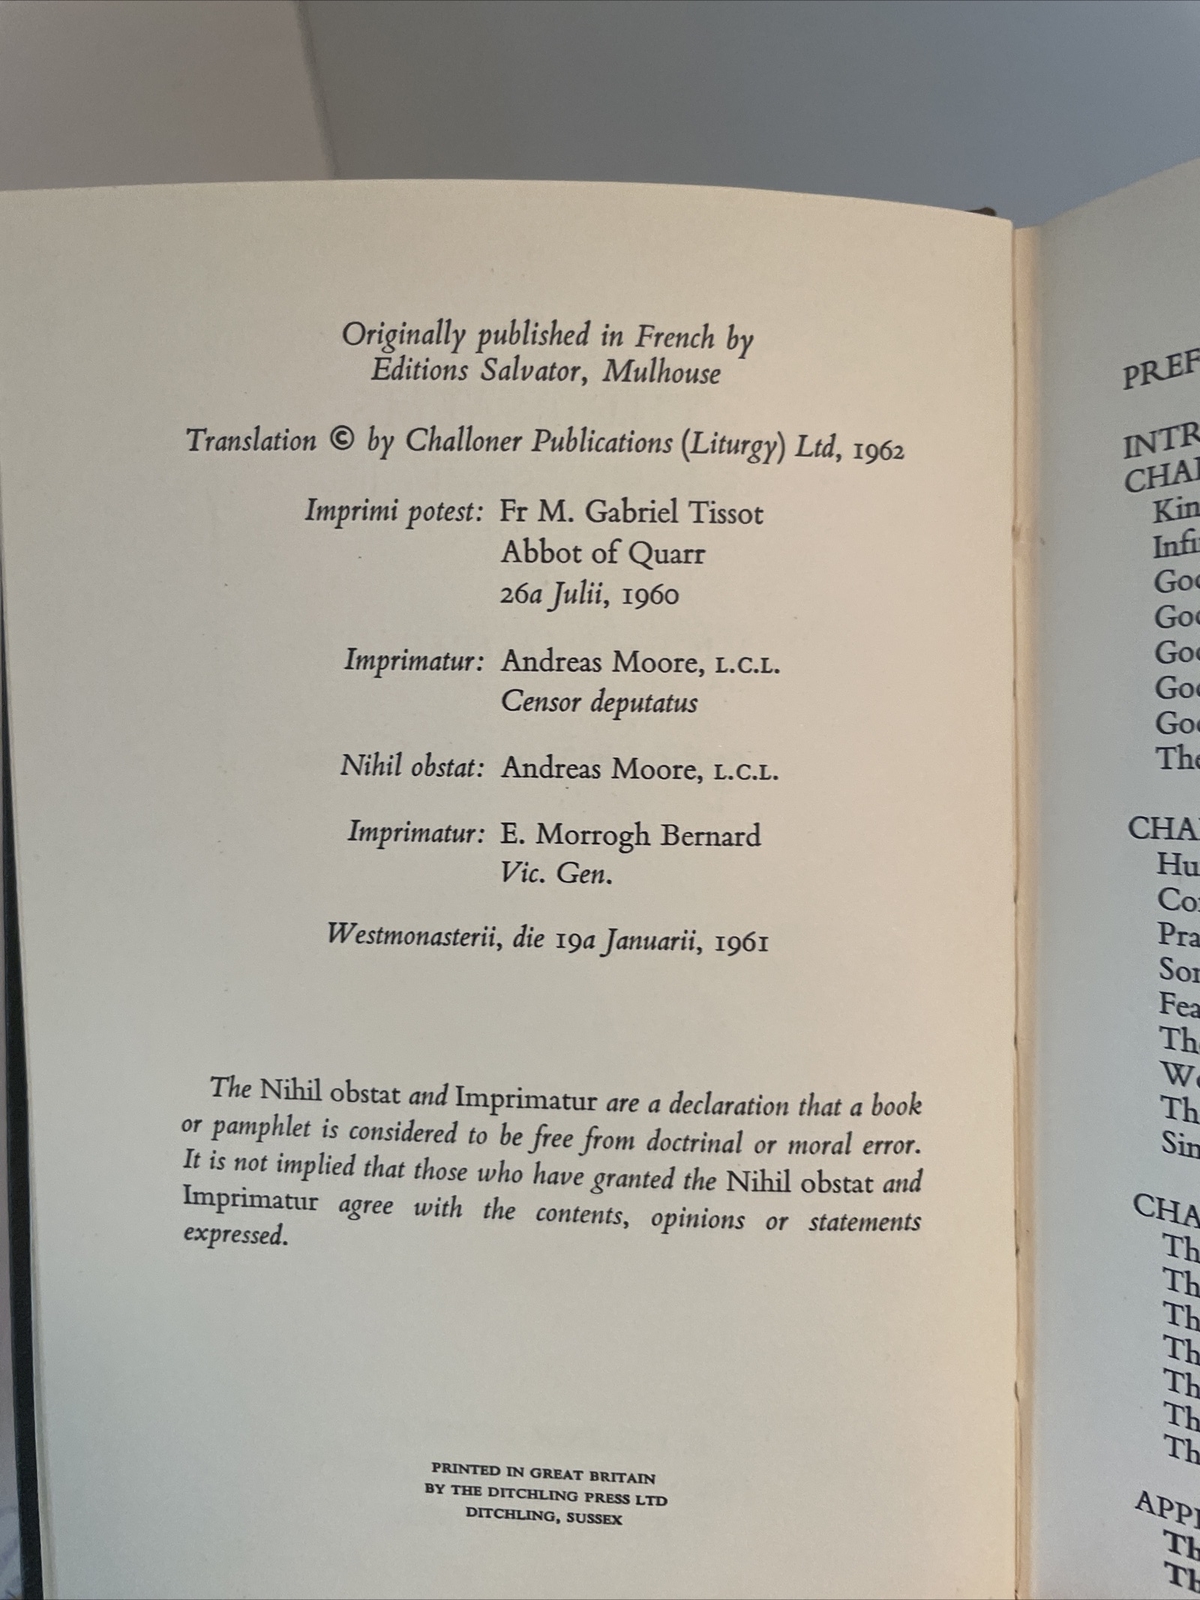 Originally published in French by
Editions Salvator, Mulhouse
Translation © by Challoner Publications (Liturgy) Ltd, 1962
Imprimi potest: Fr M. Gabriel Tissot
Abbot of Quarr
26a Julii, 1960
Imprimatur: Andreas Moore, L.C.L.
Censor deputatus
Nihil obstat: Andreas Moore, L.C.L.
Imprimatur: E. Morrogh Bernard
Vic. Gen.
Westmonasterii, die 19a Januarii, 1961
The Nihil obstat and Imprimatur are a declaration that a book
or pamphlet is considered to be free from doctrinal or moral error.
It is not implied that those who have granted the Nihil obstat and
Imprimatur agree with the contents, opinions or statements
expressed.
PRINTED IN GREAT BRITAIN
BY THE DITCHLING PRESS LTD
DITCHLING, SUSSEX